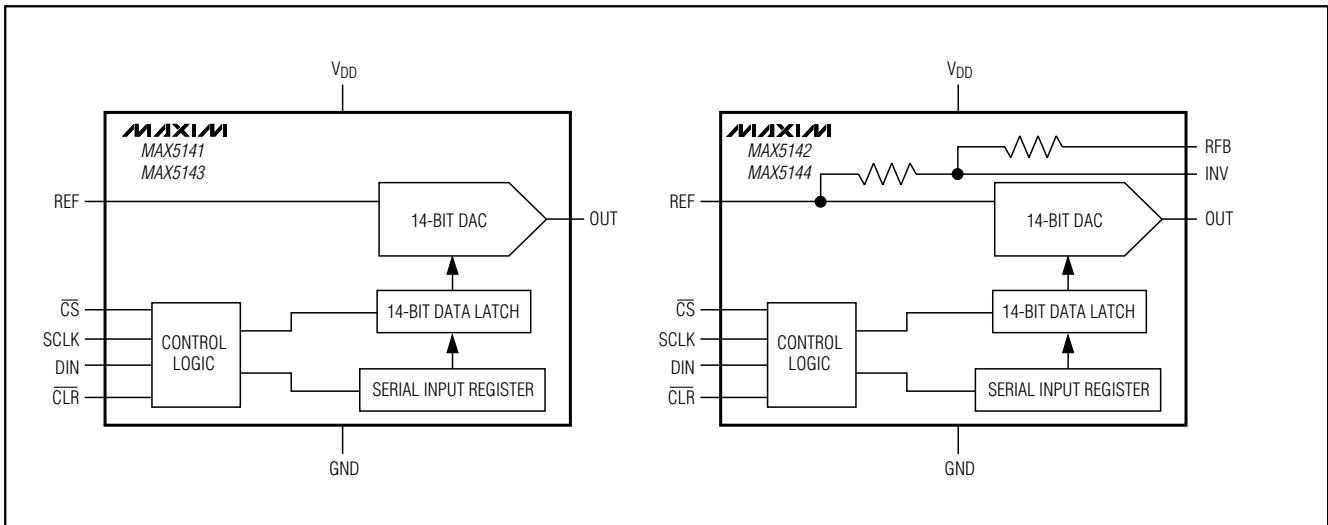 VDD
MAXIM
MAX5141
MAX5143
REF
14-BIT DAC
OUT
CS
SCLK
DIN
CLR
CONTROL
LOGIC
14-BIT DATA LATCH
SERIAL INPUT REGISTER
GND
VDD
MAXIM
MAX5142
MAX5144
RFB
INV
REF
14-BIT DAC
OUT
CS
SCLK
DIN
CLR
CONTROL
LOGIC
14-BIT DATA LATCH
SERIAL INPUT REGISTER
GND